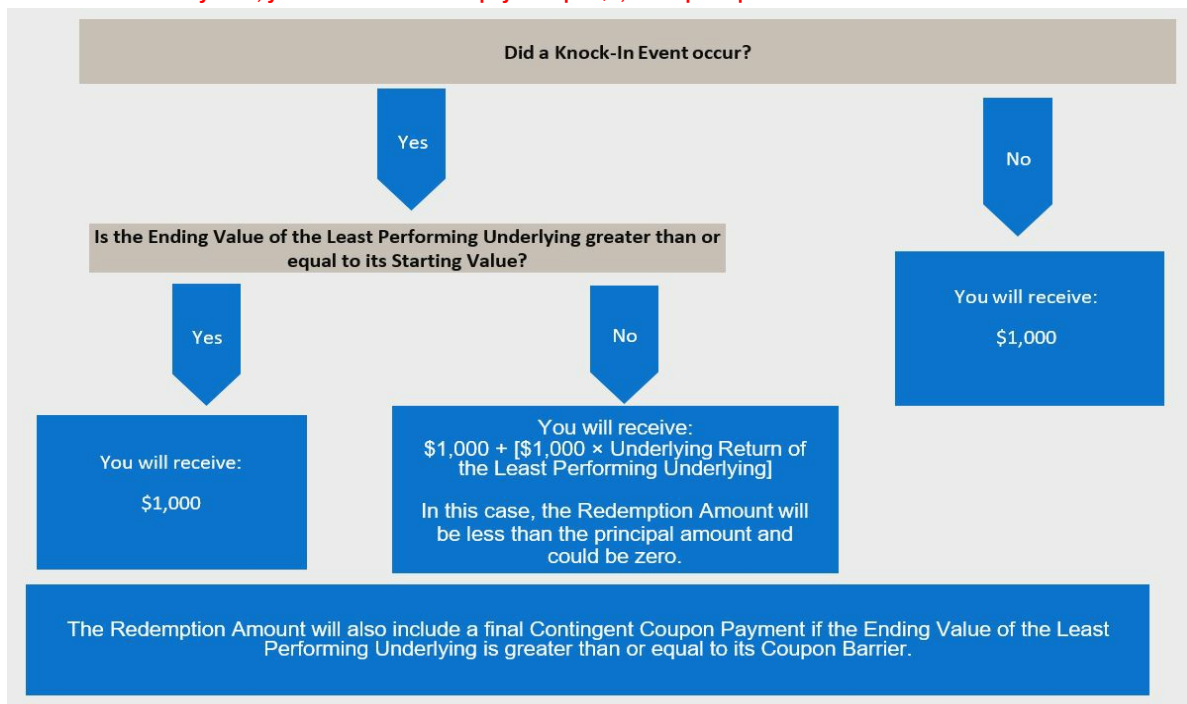 Did a Knock-In Event occur?
Yes
No
Is the Ending Value of the Least Performing Underlying greater than or
equal to its Starting Value?
You will receive:
$1,000
Yes
No
You will receive:
$1,000
You will receive:
$1,000 + [$1,000 × Underlying Return of
the Least Performing Underlying]
In this case, the Redemption Amount will
be less than the principal amount and
could be zero.
The Redemption Amount will also include a final Contingent Coupon Payment if the Ending Value of the Least
Performing Underlying is greater than or equal to its Coupon Barrier.